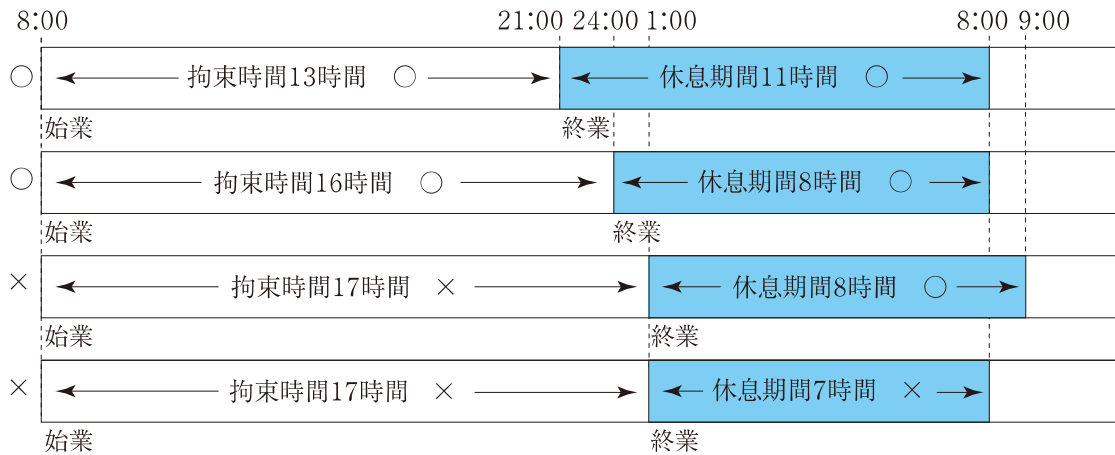 8:00 21:00 24:00 1:00 8:00 9:00
○ 拘束時間13時間 ○ 休息期間11時間 ○
始業 終業
○ 拘束時間16時間 ○ 休息期間8時間 ○
始業 終業
× 拘束時間17時間 × 休息期間8時間 ○
始業 終業
× 拘束時間17時間 × 休息期間7時間 ×
始業 終業